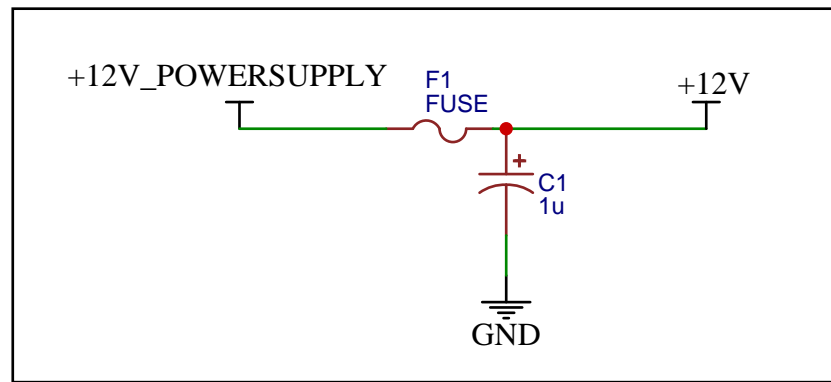 +12V_POWERSUPPLY
F1
FUSE
+12V
+
C1
1u
GND